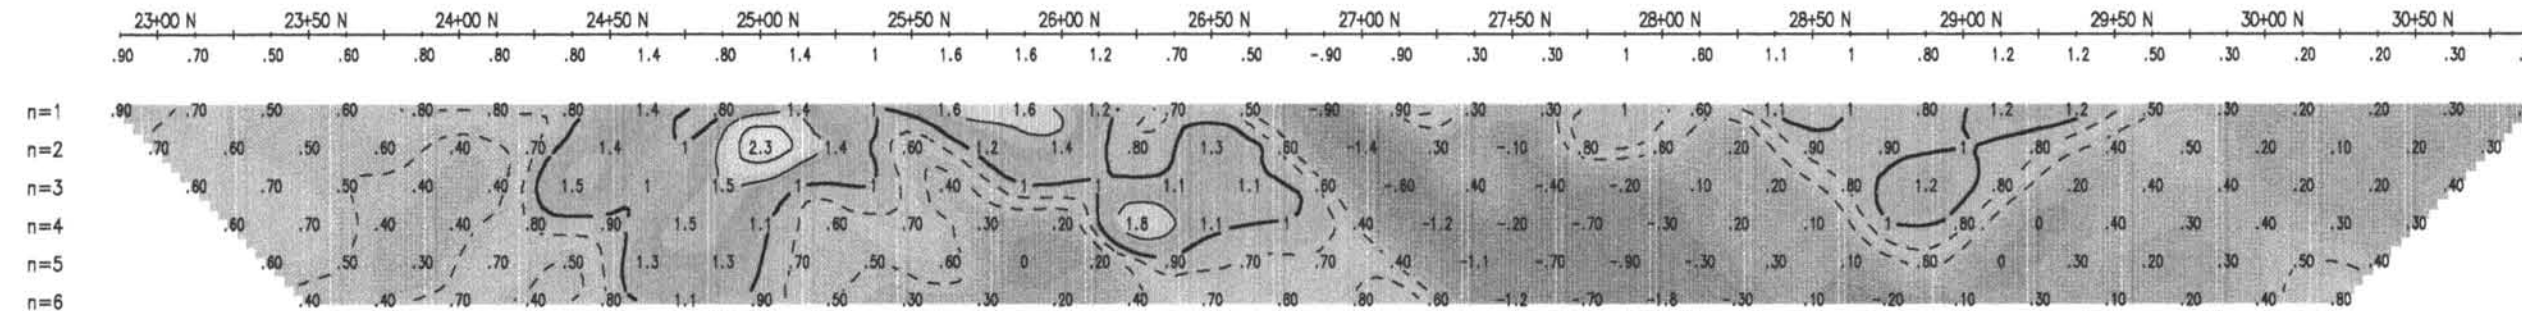 23+00 N 23+50 N 24+00 N 24+50 N 25+00 N 25+50 N 26+00 N 26+50 N 27+00 N 27+50 N 28+00 N 28+50 N 29+00 N 29+50 N 30+00 N 30+50 N
.90 .70 .50 .60 .80 .80 .80 1.4 .80 1.4 1 1.6 1.6 1.2 .70 .50 -.90 .90 .30 .30 1 .60 1.1 1 .80 1.2 1.2 .50 .30 .20 .20 .30
n=1 .90 .70 .50 .60 .80 .80 .80 1.4 .80 1.4 1 1.6 1.6 1.2 .70 .50 -.90 .90 .30 .30 1 .60 1.1 1 .80 1.2 1.2 .50 .30 .20 .20 .30
n=2 .70 .60 .50 .60 .40 .70 1.4 1 2.3 1.4 .60 1.2 1.4 .80 1.3 .80 -1.4 .30 -.10 .80 .60 .20 .90 .90 1 .80 .40 .50 .20 .10 .20 .30
n=3 .60 .70 .50 .40 .40 1.5 1 1.5 1 1 .40 1 1 1.1 1.1 .60 -.80 .40 -.40 -.20 .10 .20 .80 1.2 .80 .20 .40 .20 .20 .40
n=4 .60 .70 .40 .40 .80 .90 1.5 1.1 .60 .70 .30 .20 1.8 1.1 1 .40 -1.2 -.20 -.70 -.30 .20 .10 1 .80 0 .40 .30 .40 .30 .30
n=5 .60 .50 .30 .70 .50 1.3 1.3 .70 .50 .60 0 .20 .90 .70 .70 .40 -1.1 -.70 -.90 -.30 .30 .10 .60 0 .30 .20 .30 .50 .40
n=6 .40 .40 .70 .40 .80 1.1 .90 .50 .30 .30 .20 .40 .70 .80 .80 .60 -1.2 -.70 -1.8 -.30 .10 -.20 .10 .30 .10 .20 .40 .80